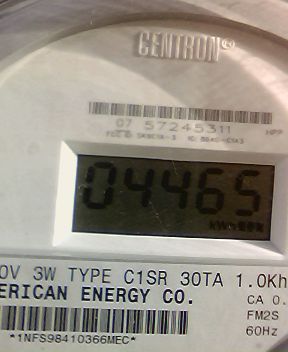 CENTRON®
07 57245311 HPP
04465
0V 3W TYPE C1SR 30TA 1.0Kh
ERICAN ENERGY CO. CA 0.
FM2S
*1NFS98410366MEC* 60Hz